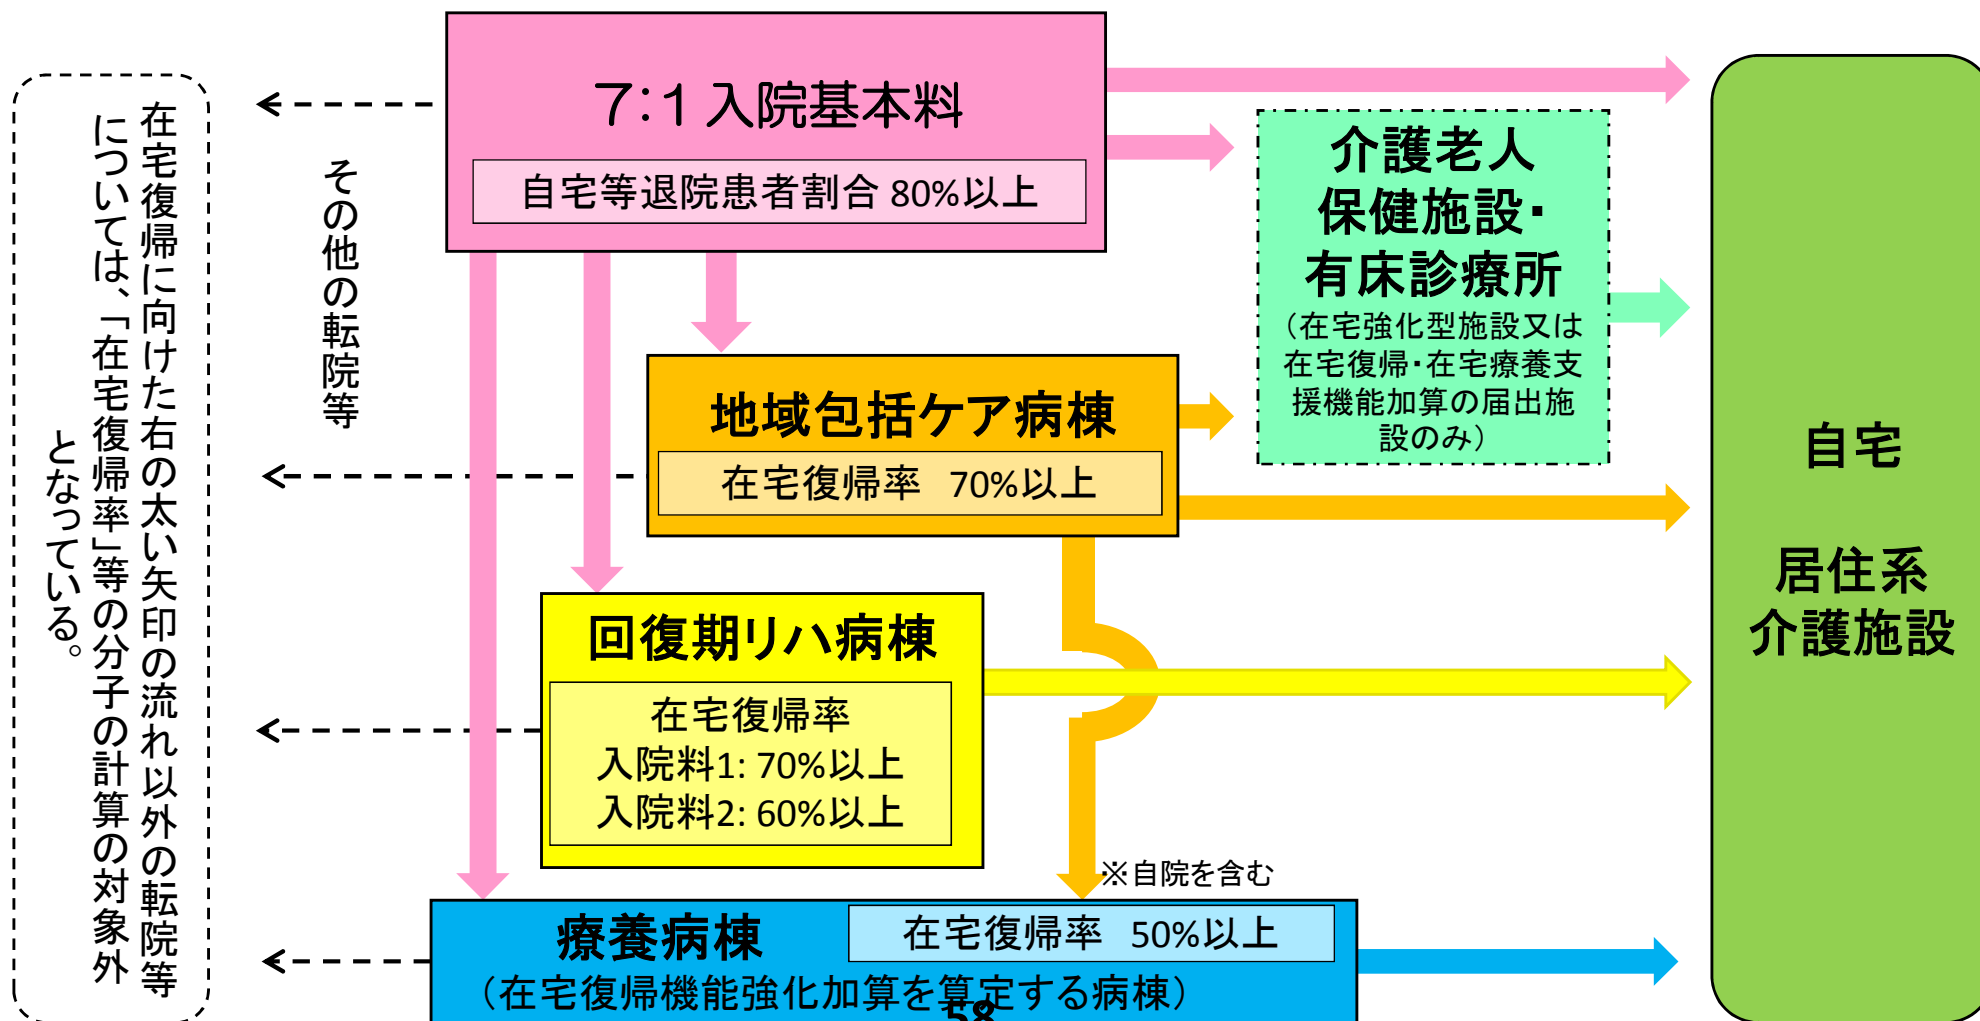 7:1入院基本料
自宅等退院患者割合 80%以上
介護老人
保健施設・
有床診療所
（在宅強化型施設又は
在宅復帰・在宅療養支
援機能加算の届出施
設のみ）
自宅
居住系
介護施設
地域包括ケア病棟
在宅復帰率 70%以上
回復期リハ病棟
在宅復帰率
入院料1: 70%以上
入院料2: 60%以上
※自院を含む
療養病棟
在宅復帰率 50%以上
（在宅復帰機能強化加算を算定する病棟）
58
その他の転院等
在宅復帰に向けた右の太い矢印の流れ以外の転院等
については、「在宅復帰率」等の分子の計算の対象外
となっている。